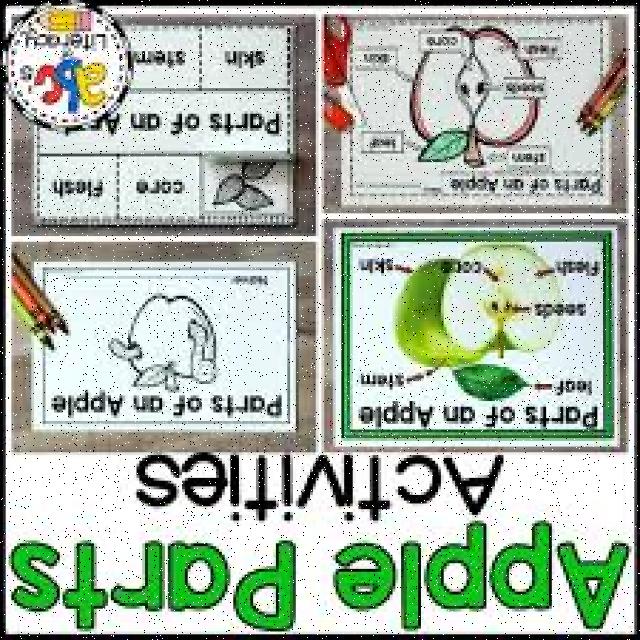 Apple Parts
Activities
Parts of an Apple
leaf
stem
seeds
flesh
core
skin
Parts of an Apple
Name
Parts of an Apple
stem
leaf
seeds
flesh
core
skin
core
flesh
Parts of an
skin
stem
ABC's
Literacy